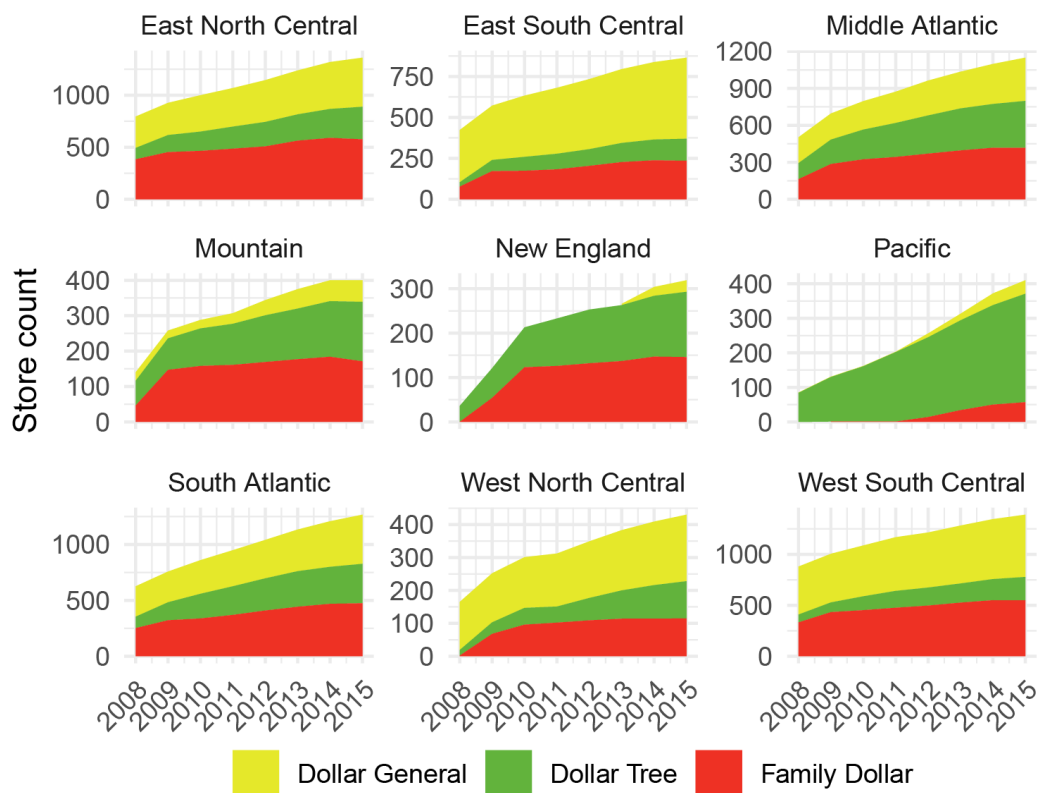 East North Central
East South Central
Middle Atlantic
1000
500
0
750
500
250
0
1200
900
600
300
0
Mountain
New England
Pacific
400
300
200
100
0
300
200
100
0
400
300
200
100
0
Store count
South Atlantic
West North Central
West South Central
1000
500
0
400
300
200
100
0
1000
500
0
2008 2009 2010 2011 2012 2013 2014 2015
2008 2009 2010 2011 2012 2013 2014 2015
2008 2009 2010 2011 2012 2013 2014 2015
Dollar General Dollar Tree Family Dollar